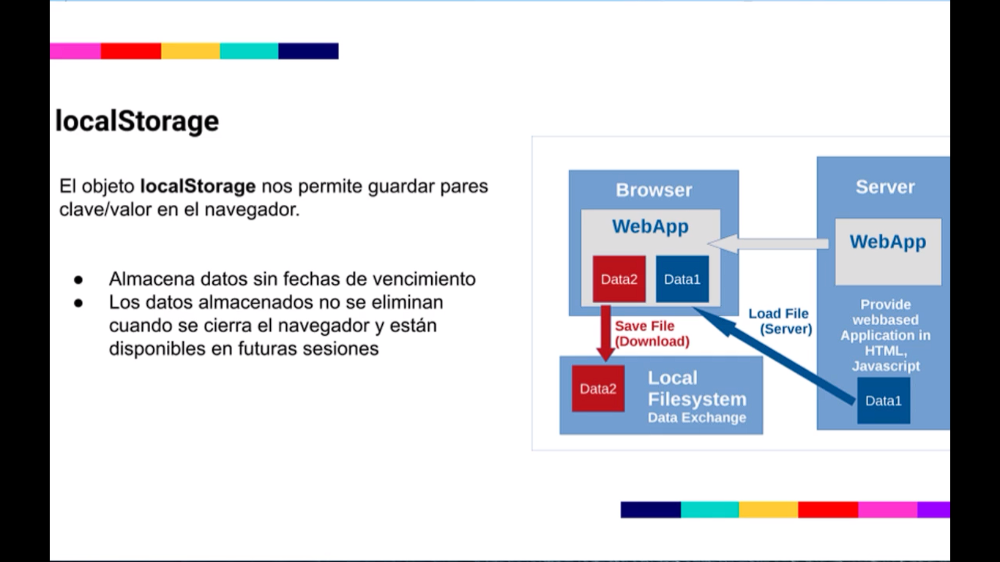 localStorage
El objeto localStorage nos permite guardar pares
clave/valor en el navegador.
● Almacena datos sin fechas de vencimiento
● Los datos almacenados no se eliminan
cuando se cierra el navegador y están
disponibles en futuras sesiones
Browser
WebApp
Data2
Data1
Save File
(Download)
Data2
Local
Filesystem
Data Exchange
Load File
(Server)
Server
WebApp
Provide
webbased
Application in
HTML,
Javascript
Data1